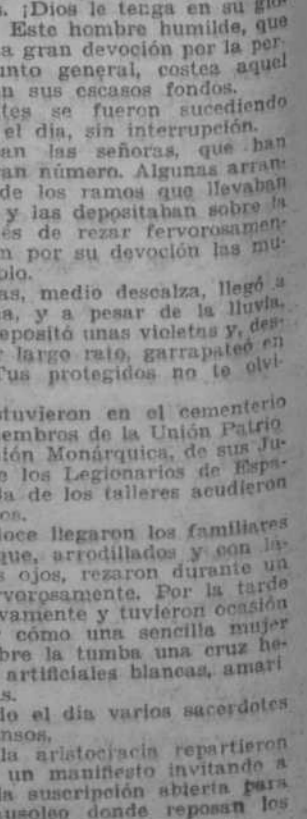 s. ¡Dios le tenga en su glo-
Este hombre humilde, que
a gran devoción por la per-
unto general, costea aquel
n sus escasos fondos.
tes se fueron sucediendo
el día, sin interrupción.
an las señoras, que han
an número. Algunas arran-
de los ramos que llevaban
y las depositaban sobre la
és de rezar fervorosamen-
n por su devoción las mu-
blo.
as, medio descalza, llegó a
a, y a pesar de la lluvia,
epositó unas violetas y, des-
r largo rato, garrapateó en
Tus protegidos no te olvi-
stuvieron en el cementerio
embros de la Unión Patrio
ión Monárquica, de sus Ju-
e los Legionarios de Espa-
da de los talleres acudieron
os.
oce llegaron los familiares
que, arrodillados y con lá-
s ojos, rezaron durante un
rvorosamente. Por la tarde
vamente y tuvieron ocasión
r cómo una sencilla mujer
bre la tumba una cruz he-
artificiales blancas, amari
s.
do el día varios sacerdotes
nsos.
la aristocracia repartieron
un manifiesto invitando a
la suscripción abierta para
ausoleo donde reposan los